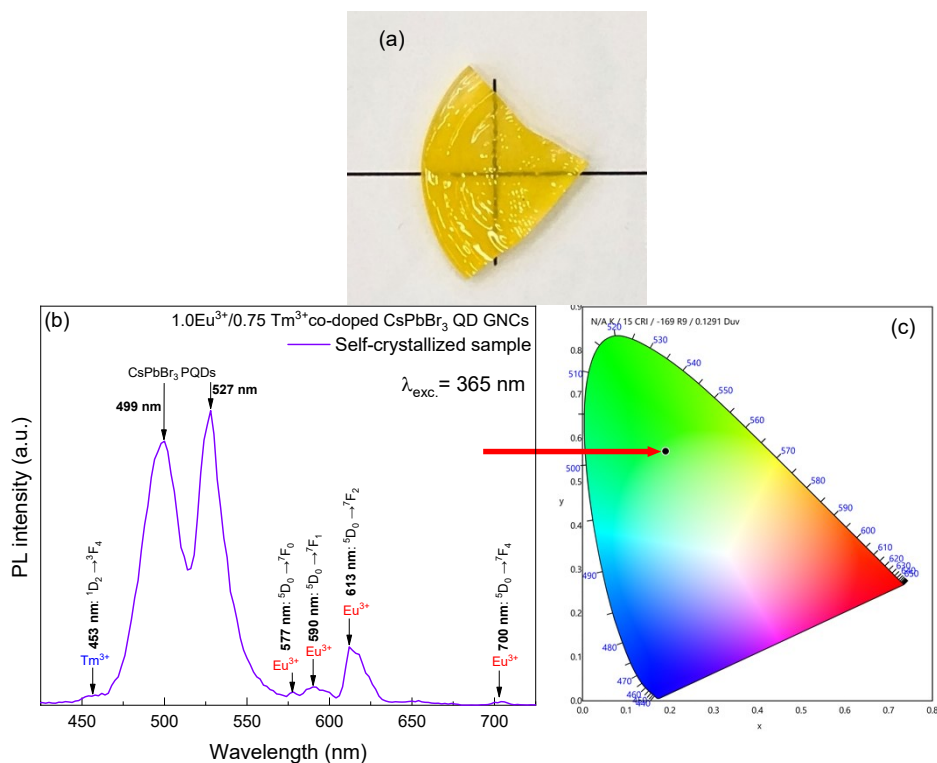 (a)
(b)
1.0Eu³⁺/0.75 Tm³⁺co-doped CsPbBr₃ QD GNCs
Self-crystallized sample
λexc.= 365 nm
CsPbBr₃ PQDs
499 nm
527 nm
453 nm: ¹D₂→³F₄
Tm³⁺
577 nm: ⁵D₀→⁷F₀
Eu³⁺
590 nm: ⁵D₀→⁷F₁
Eu³⁺
613 nm: ⁵D₀→⁷F₂
Eu³⁺
700 nm: ⁵D₀→⁷F₄
Eu³⁺
PL intensity (a.u.)
450 500 550 600 650 700
Wavelength (nm)
(c)
N/A K / 15 CRI / -169 R9 / 0.1291 Duv
520
530
540
550
560
570
580
590
600
610
620
630
650
510
500
490
480
470
460
440
0.9
0.8
0.7
0.6
0.5
y
0.4
0.3
0.2
0.1
0.0
0.0 0.1 0.2 0.3 0.4 0.5 0.6 0.7 0.8
x